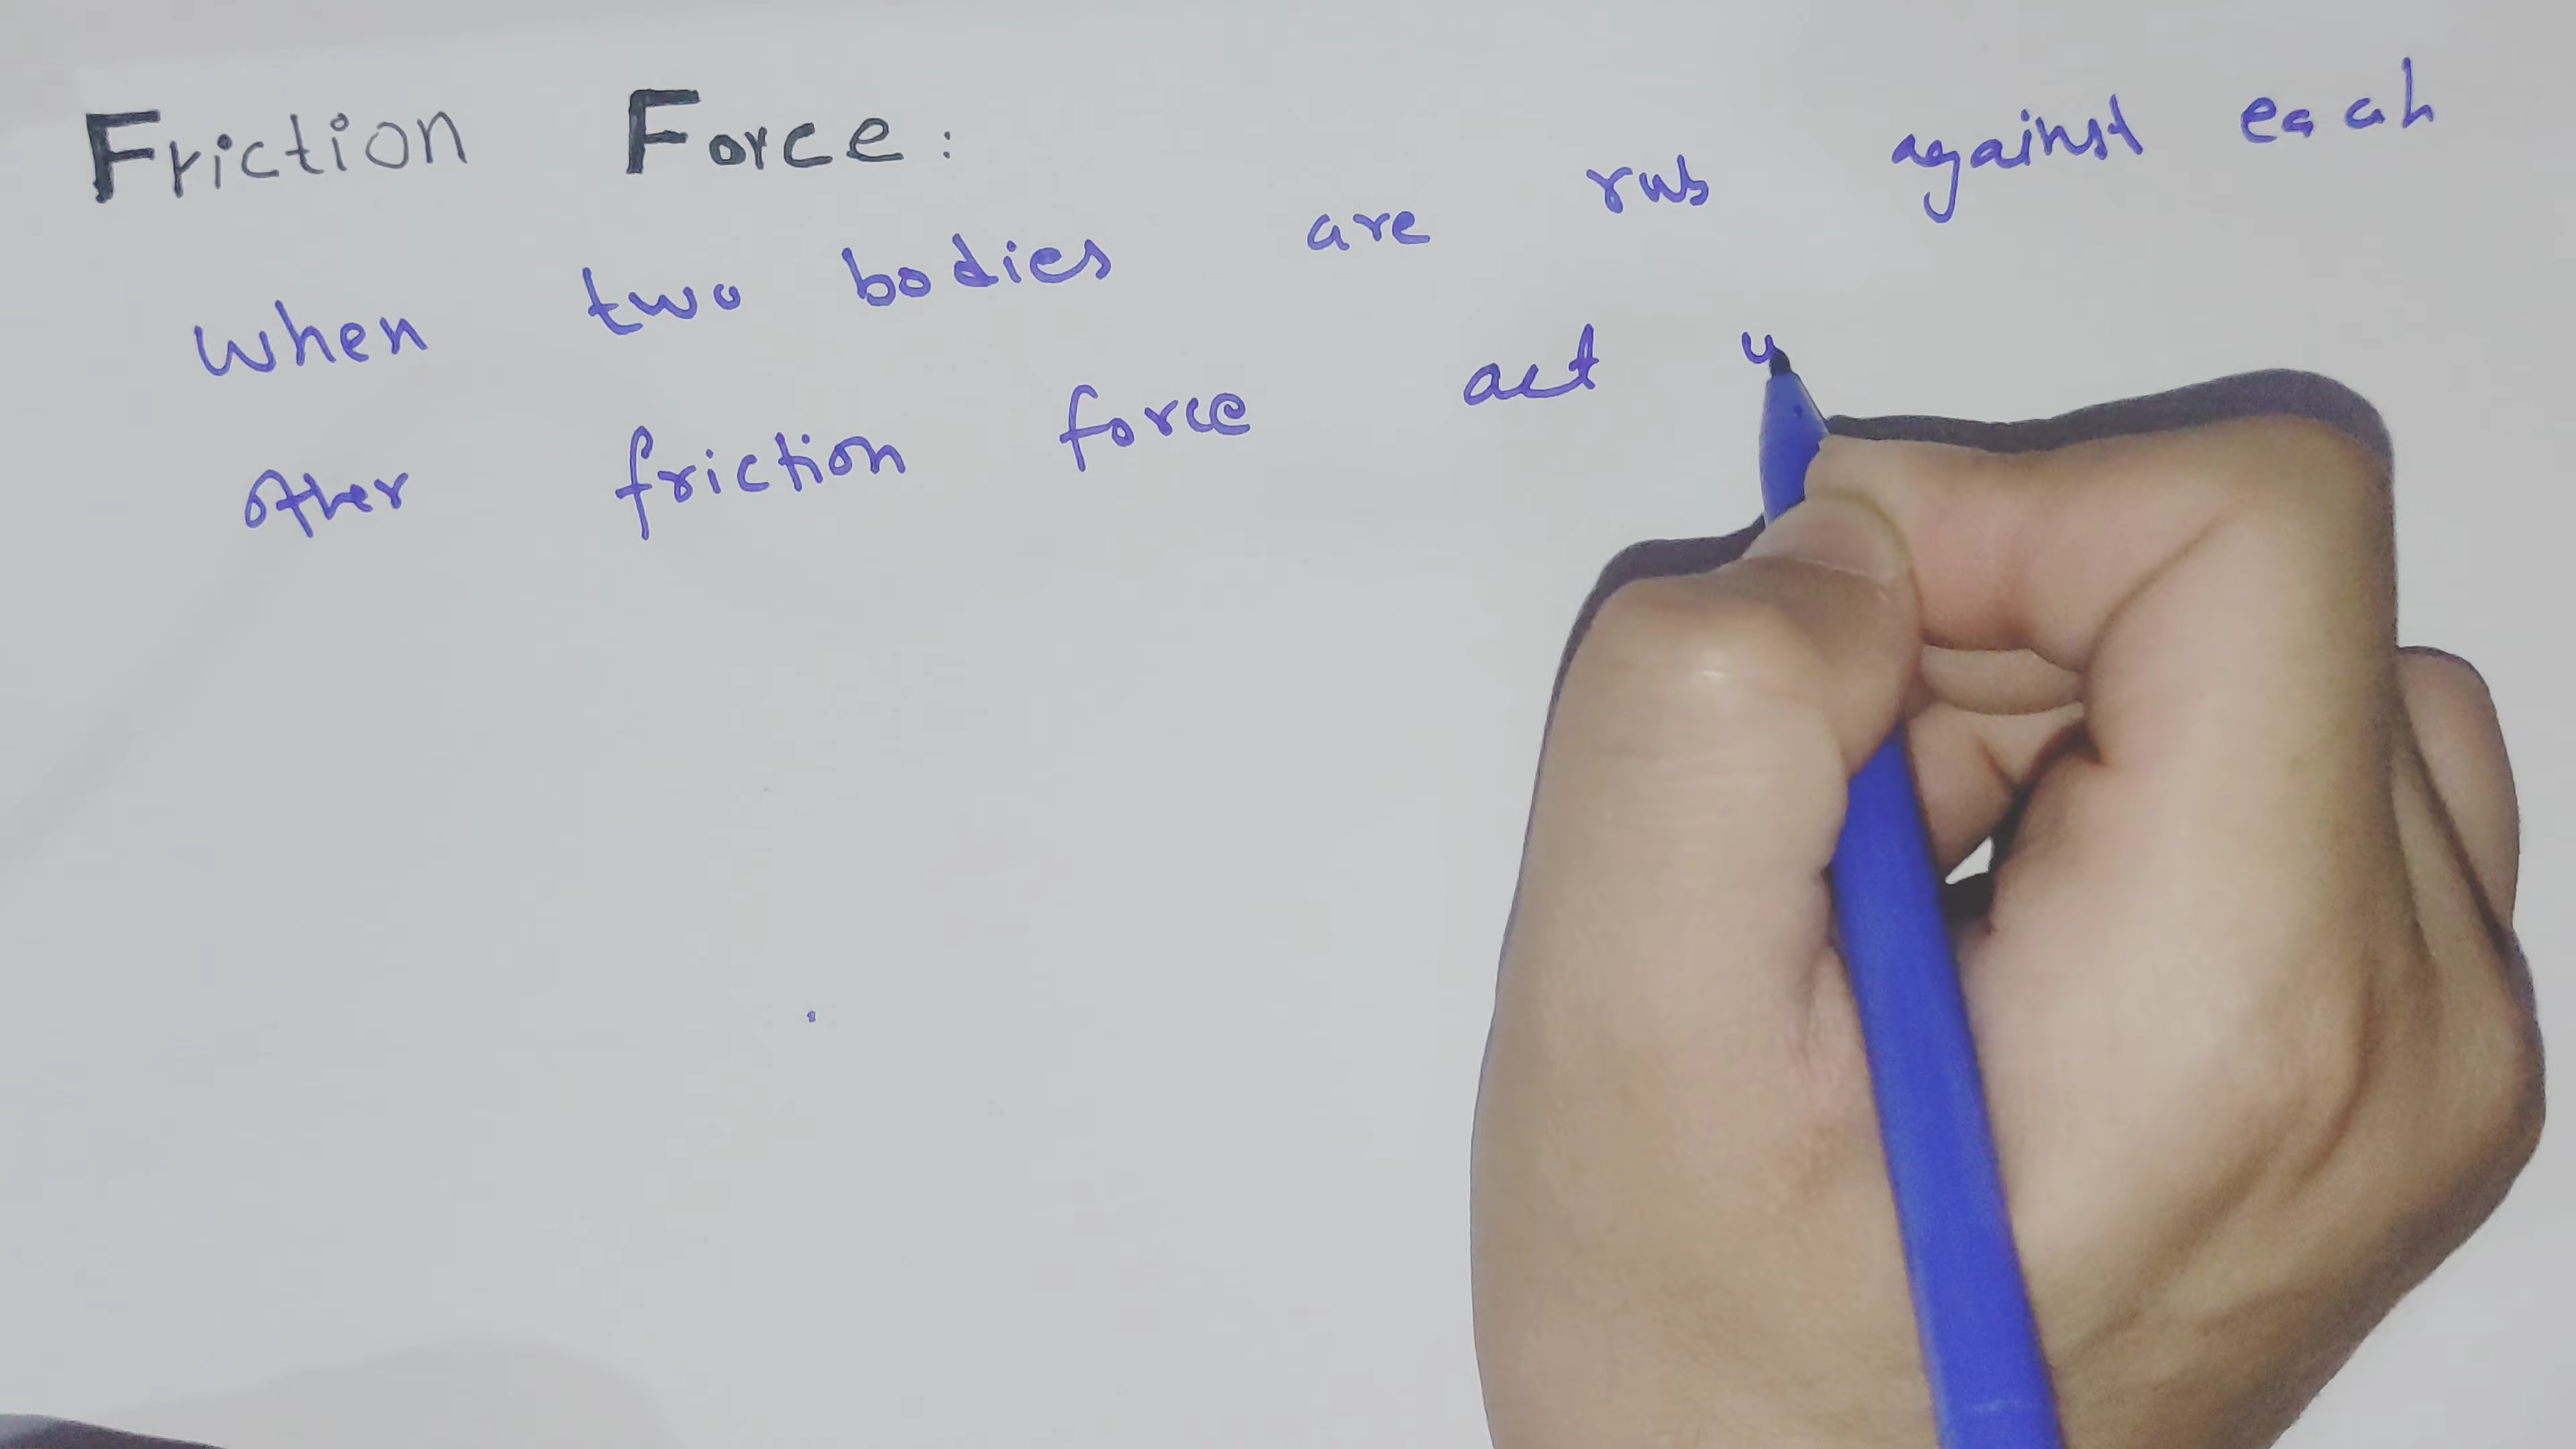 Friction Force:
when two bodies are rub against each
other friction force act u